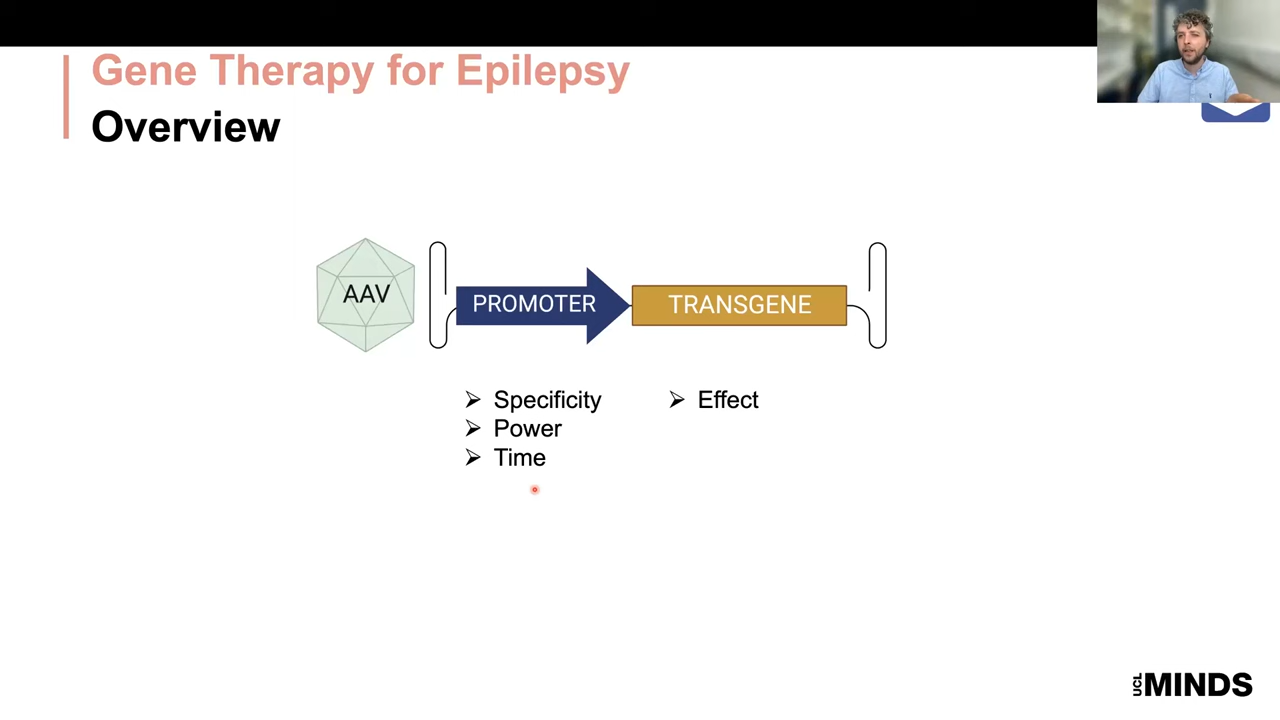 Gene Therapy for Epilepsy
Overview
AAV
PROMOTER
TRANSGENE
➢ Specificity
➢ Power
➢ Time
➢ Effect
UCL MINDS